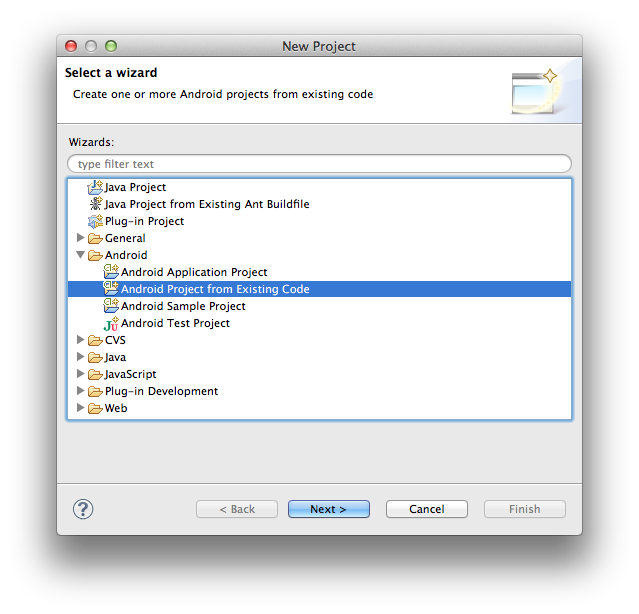 New Project
Select a wizard
Create one or more Android projects from existing code
Wizards:
type filter text
Java Project
Java Project from Existing Ant Buildfile
Plug-in Project
General
Android
Android Application Project
Android Project from Existing Code
Android Sample Project
Android Test Project
CVS
Java
JavaScript
Plug-in Development
Web
? < Back Next > Cancel Finish